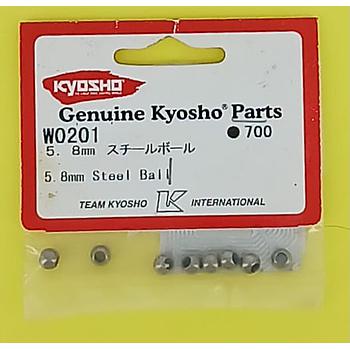 KYOSHO
Genuine Kyosho® Parts
W0201 ●700
5.8mm スチールボール
5.8mm Steel Ball
TEAM KYOSHO K INTERNATIONAL